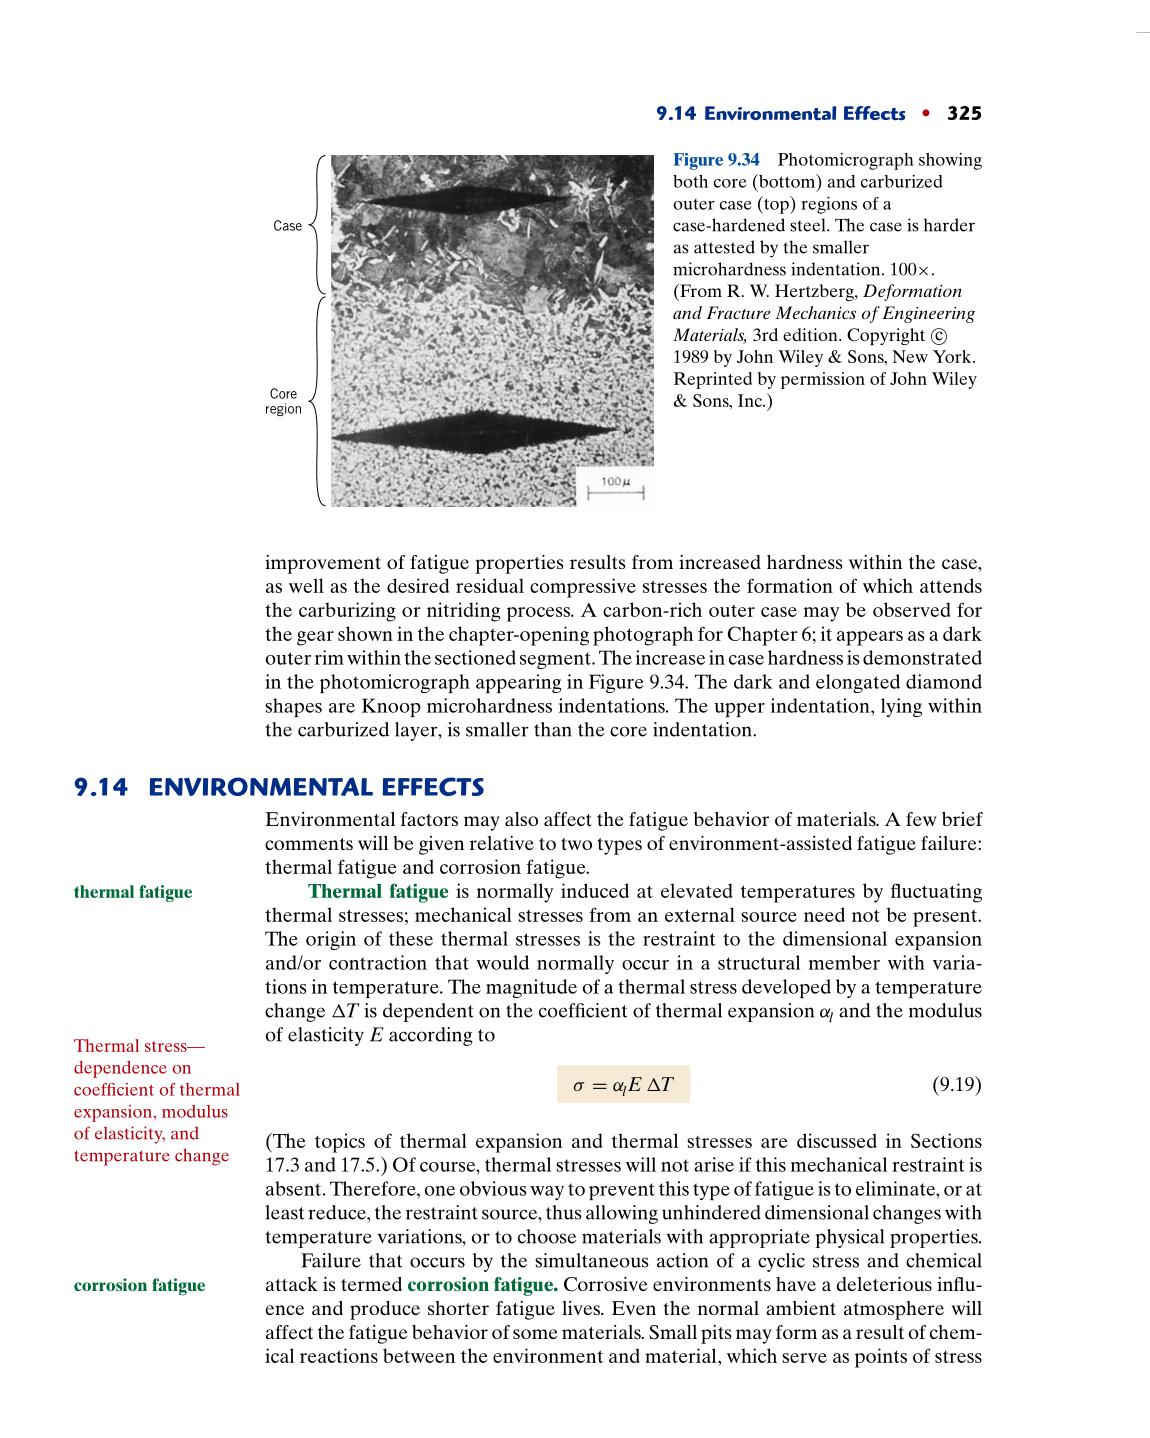 9.14 Environmental Effects • 325
Case
Core
region
100μ
Figure 9.34 Photomicrograph showing
both core (bottom) and carburized
outer case (top) regions of a
case-hardened steel. The case is harder
as attested by the smaller
microhardness indentation. 100×.
(From R. W. Hertzberg, Deformation
and Fracture Mechanics of Engineering
Materials, 3rd edition. Copyright ©
1989 by John Wiley & Sons, New York.
Reprinted by permission of John Wiley
& Sons, Inc.)
improvement of fatigue properties results from increased hardness within the case,
as well as the desired residual compressive stresses the formation of which attends
the carburizing or nitriding process. A carbon-rich outer case may be observed for
the gear shown in the chapter-opening photograph for Chapter 6; it appears as a dark
outer rim within the sectioned segment. The increase in case hardness is demonstrated
in the photomicrograph appearing in Figure 9.34. The dark and elongated diamond
shapes are Knoop microhardness indentations. The upper indentation, lying within
the carburized layer, is smaller than the core indentation.
9.14 ENVIRONMENTAL EFFECTS
Environmental factors may also affect the fatigue behavior of materials. A few brief
comments will be given relative to two types of environment-assisted fatigue failure:
thermal fatigue and corrosion fatigue.
thermal fatigue
Thermal fatigue is normally induced at elevated temperatures by fluctuating
thermal stresses; mechanical stresses from an external source need not be present.
The origin of these thermal stresses is the restraint to the dimensional expansion
and/or contraction that would normally occur in a structural member with varia-
tions in temperature. The magnitude of a thermal stress developed by a temperature
change ΔT is dependent on the coefficient of thermal expansion αl and the modulus
of elasticity E according to
Thermal stress—
dependence on
coefficient of thermal
expansion, modulus
of elasticity, and
temperature change
σ = αlE ΔT (9.19)
(The topics of thermal expansion and thermal stresses are discussed in Sections
17.3 and 17.5.) Of course, thermal stresses will not arise if this mechanical restraint is
absent. Therefore, one obvious way to prevent this type of fatigue is to eliminate, or at
least reduce, the restraint source, thus allowing unhindered dimensional changes with
temperature variations, or to choose materials with appropriate physical properties.
Failure that occurs by the simultaneous action of a cyclic stress and chemical
corrosion fatigue
attack is termed corrosion fatigue. Corrosive environments have a deleterious influ-
ence and produce shorter fatigue lives. Even the normal ambient atmosphere will
affect the fatigue behavior of some materials. Small pits may form as a result of chem-
ical reactions between the environment and material, which serve as points of stress